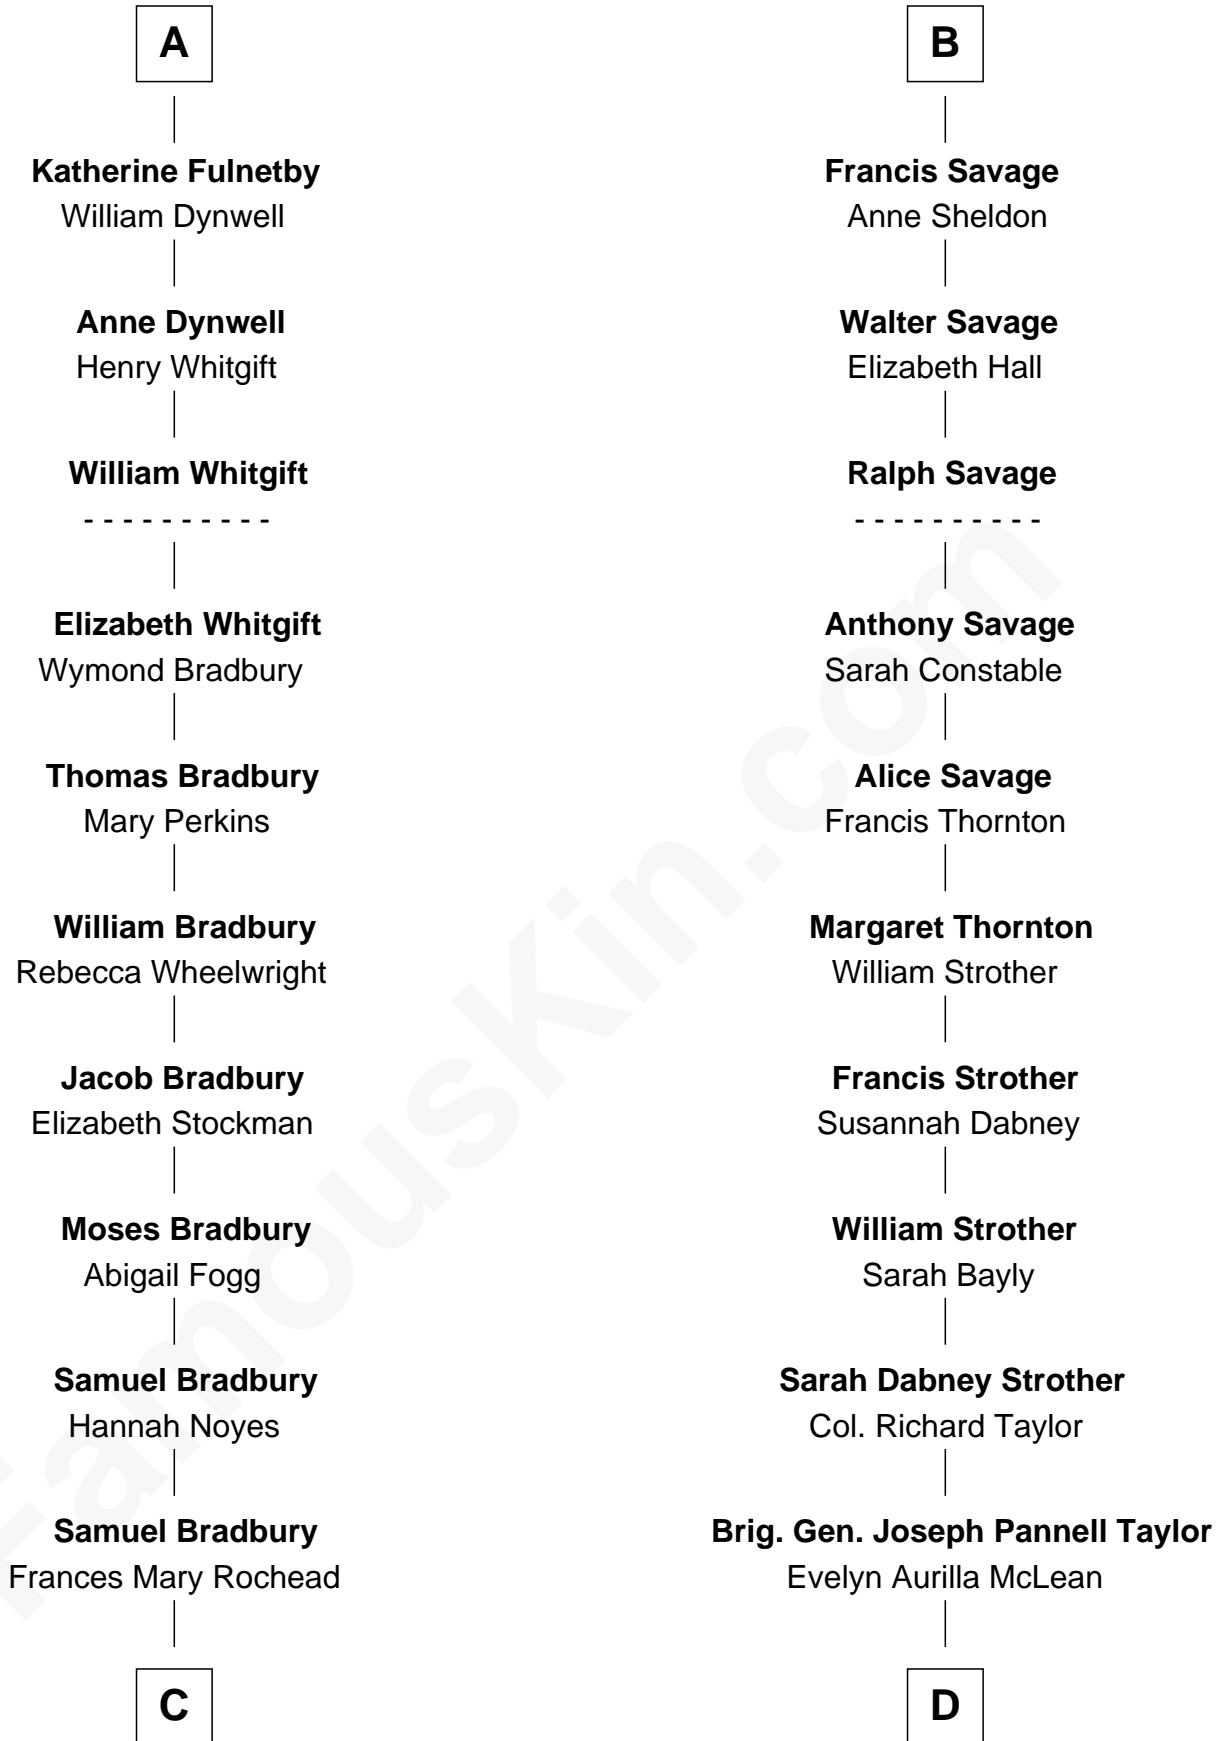 A
Katherine Fulnetby
William Dynwell
Anne Dynwell
Henry Whitgift
William Whitgift
- - - - - - - - - -
Elizabeth Whitgift
Wymond Bradbury
Thomas Bradbury
Mary Perkins
William Bradbury
Rebecca Wheelwright
Jacob Bradbury
Elizabeth Stockman
Moses Bradbury
Abigail Fogg
Samuel Bradbury
Hannah Noyes
Samuel Bradbury
Frances Mary Rochead
C
B
Francis Savage
Anne Sheldon
Walter Savage
Elizabeth Hall
Ralph Savage
- - - - - - - - - -
Anthony Savage
Sarah Constable
Alice Savage
Francis Thornton
Margaret Thornton
William Strother
Francis Strother
Susannah Dabney
William Strother
Sarah Bayly
Sarah Dabney Strother
Col. Richard Taylor
Brig. Gen. Joseph Pannell Taylor
Evelyn Aurilla McLean
D
FamousKin.com